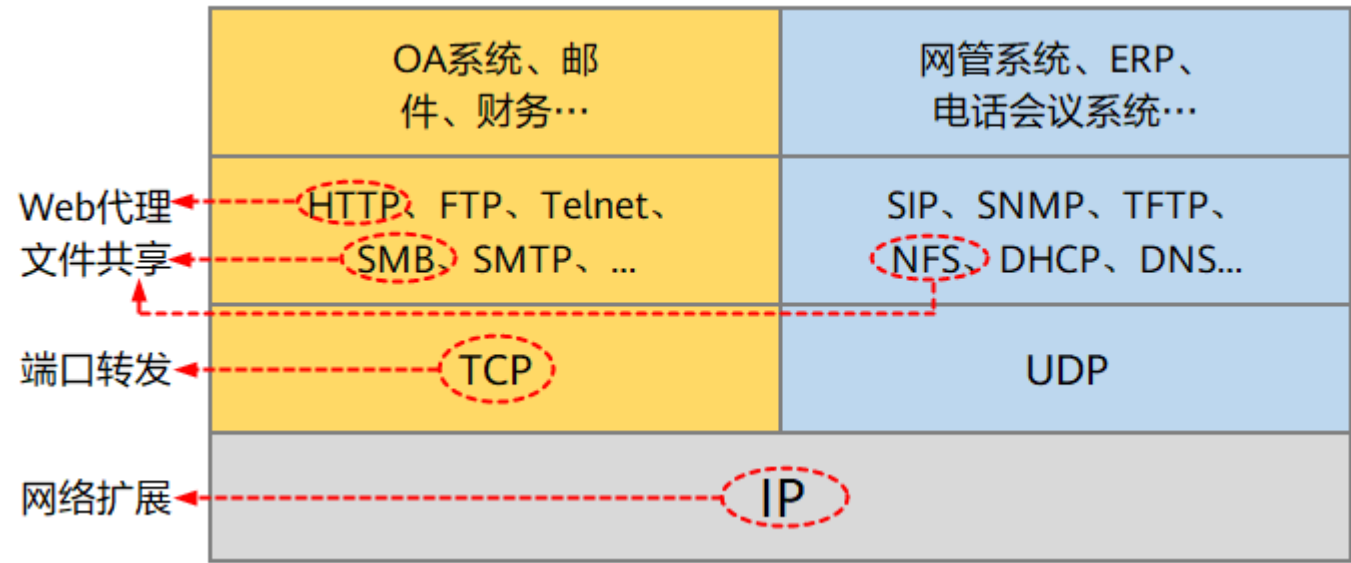 OA系统、邮
件、财务…
网管系统、ERP、
电话会议系统…
Web代理
HTTP、FTP、Telnet、
SIP、SNMP、TFTP、
文件共享
SMB、SMTP、...
NFS、DHCP、DNS...
端口转发
TCP
UDP
网络扩展
IP